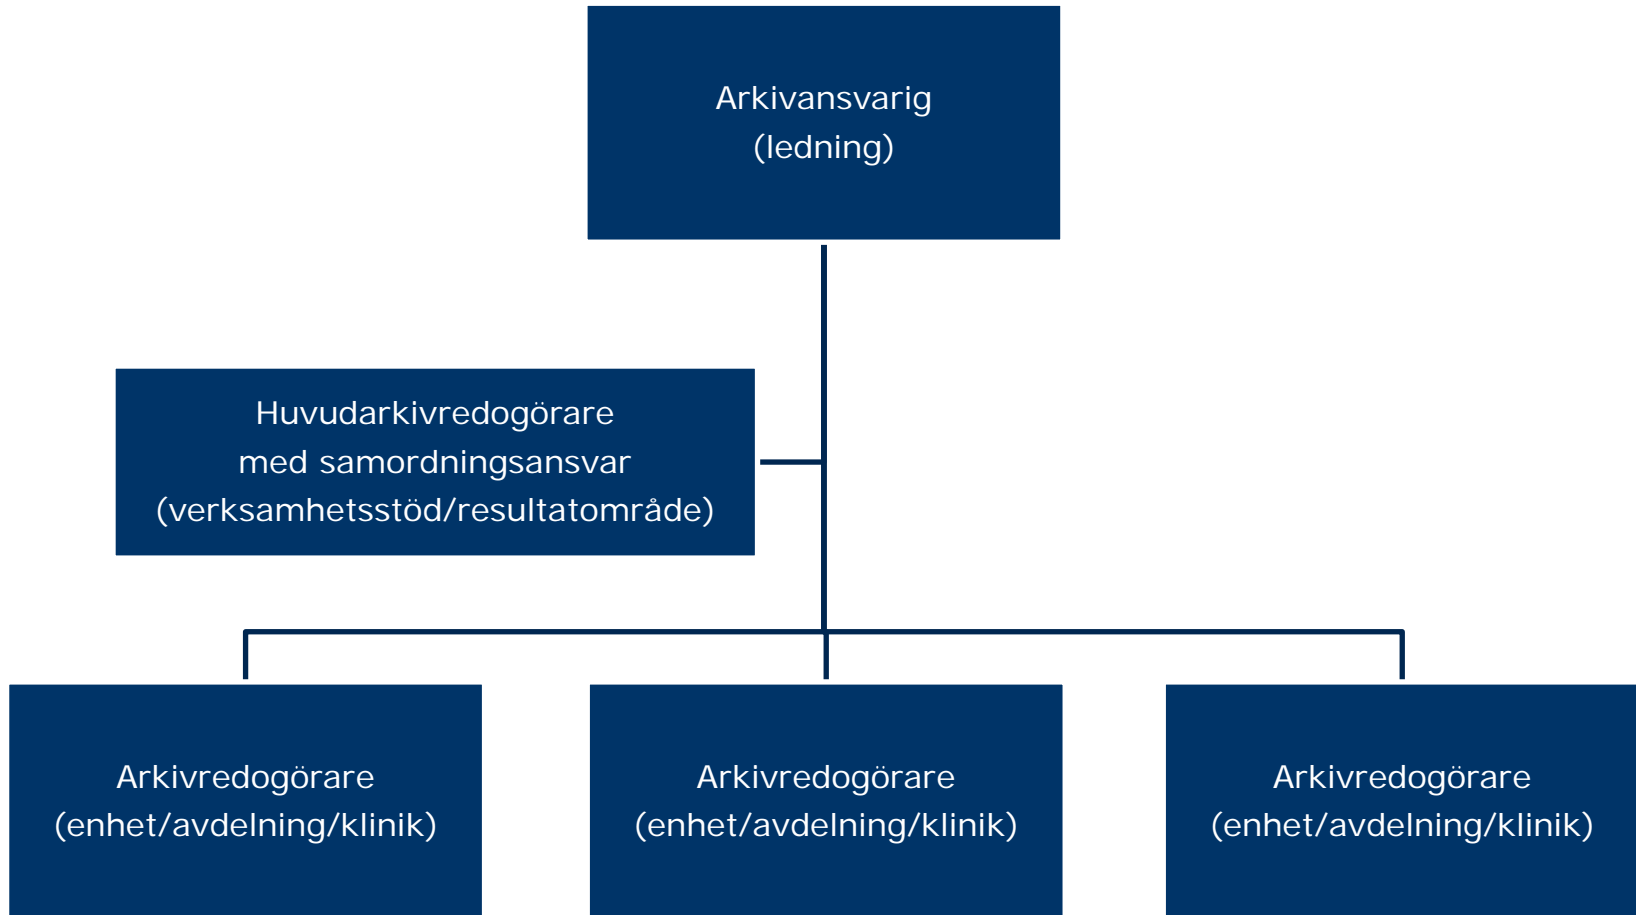 Arkivansvarig
(ledning)
Huvudarkivredogörare
med samordningsansvar
(verksamhetsstöd/resultatområde)
Arkivredogörare
(enhet/avdelning/klinik)
Arkivredogörare
(enhet/avdelning/klinik)
Arkivredogörare
(enhet/avdelning/klinik)